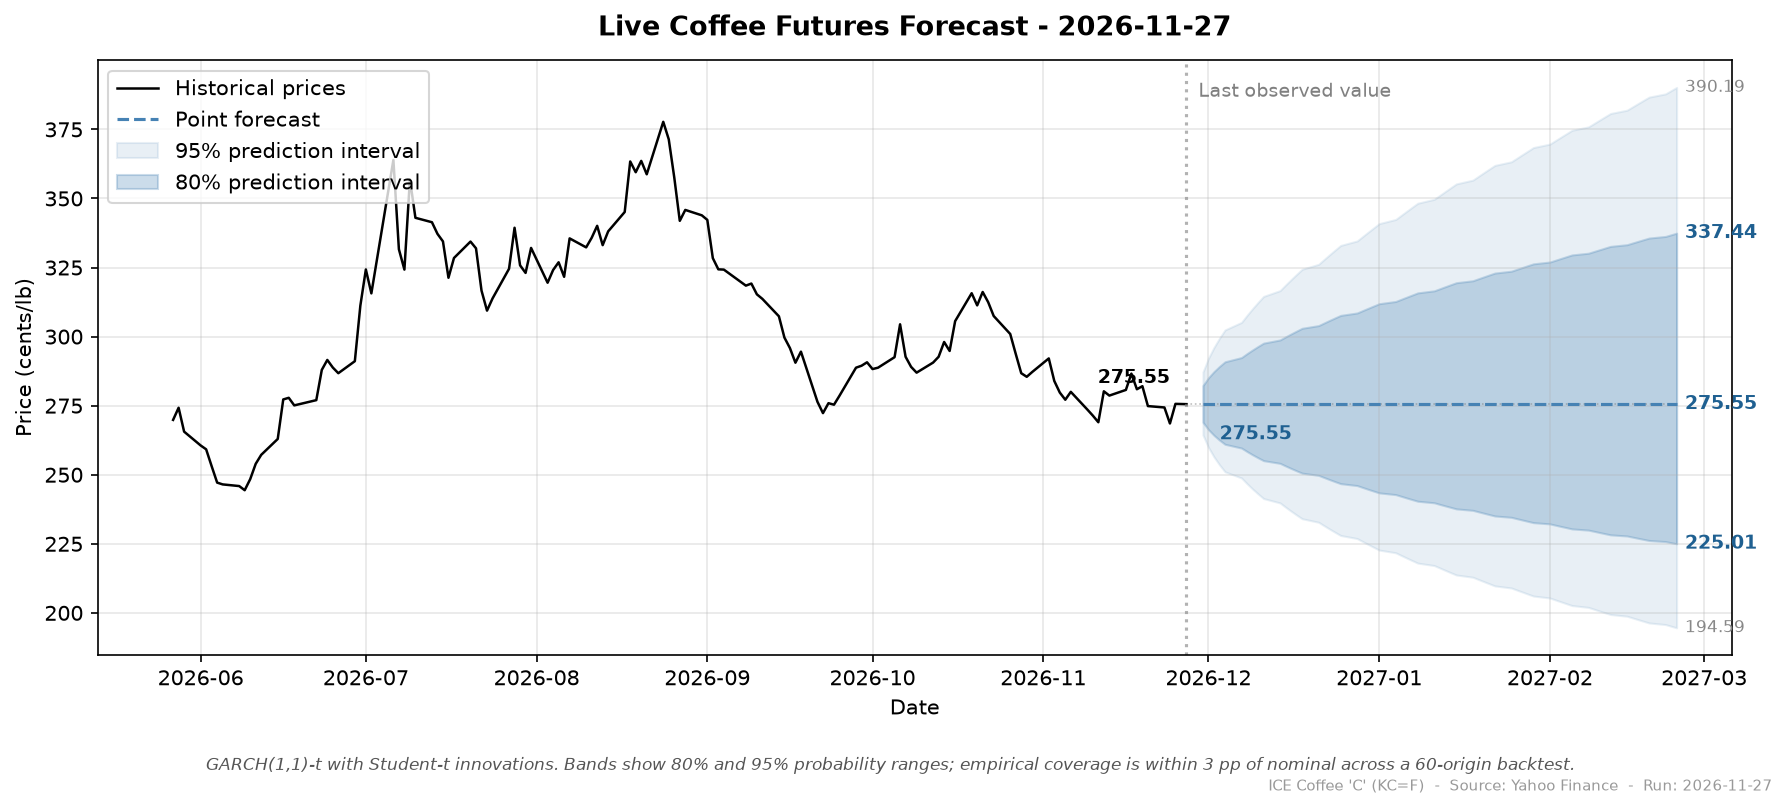 Live Coffee Futures Forecast - 2026-11-27
Historical prices
Point forecast
95% prediction interval
80% prediction interval
Last observed value
390.19
337.44
275.55
275.55
275.55
225.01
194.59
375
350
325
300
275
250
225
200
Price (cents/lb)
2026-06
2026-07
2026-08
2026-09
2026-10
2026-11
2026-12
2027-01
2027-02
2027-03
Date
GARCH(1,1)-t with Student-t innovations. Bands show 80% and 95% probability ranges; empirical coverage is within 3 pp of nominal across a 60-origin backtest.
ICE Coffee 'C' (KC=F)  -  Source: Yahoo Finance  -  Run: 2026-11-27